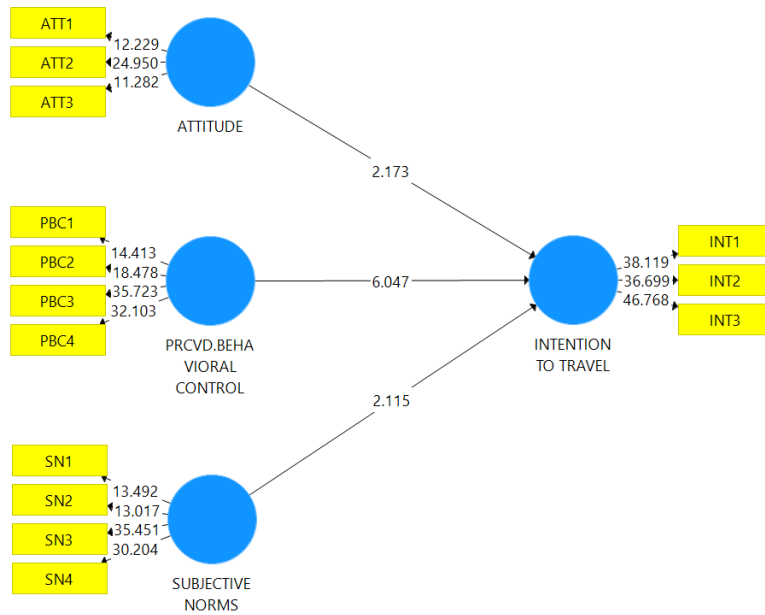 ATT1
12.229
ATT2
24.950
11.282
ATT3
ATTITUDE
2.173
PBC1
14.413
PBC2
18.478
PBC3
35.723
32.103
PBC4
PRCVD.BEHA
VIORAL
CONTROL
6.047
INT1
38.119
36.699
INT2
46.768
INT3
INTENTION
TO TRAVEL
2.115
SN1
13.492
SN2
13.017
35.451
SN3
30.204
SN4
SUBJECTIVE
NORMS